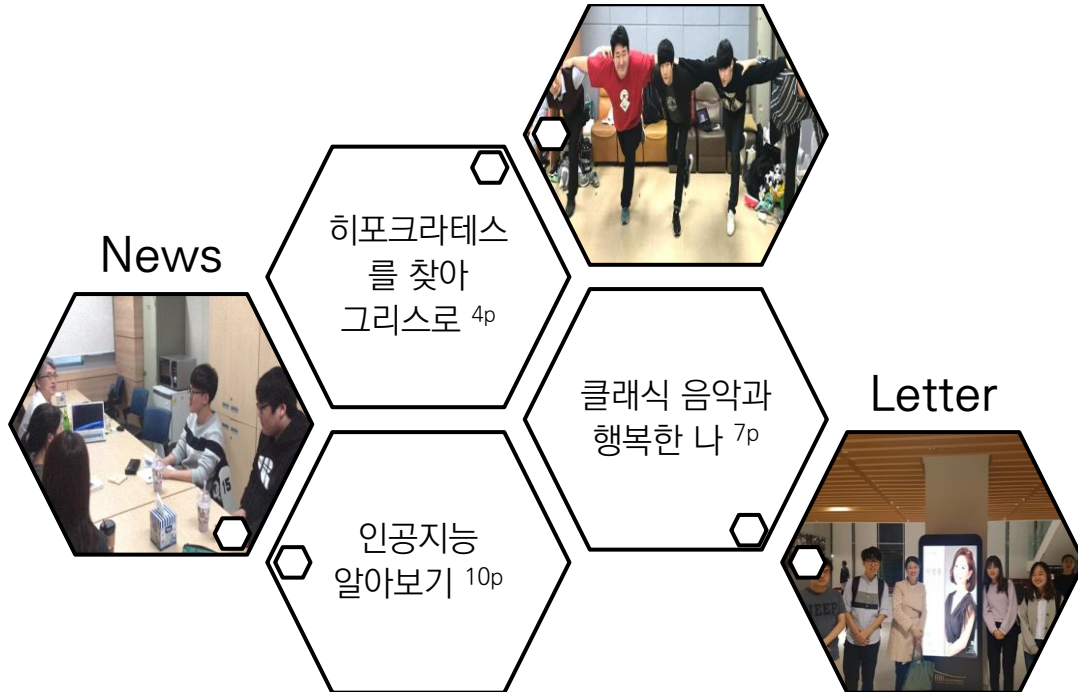 News
히포크라테스
를 찾아
그리스로 4p
클래식 음악과
행복한 나 7p
Letter
인공지능
알아보기 10p
15